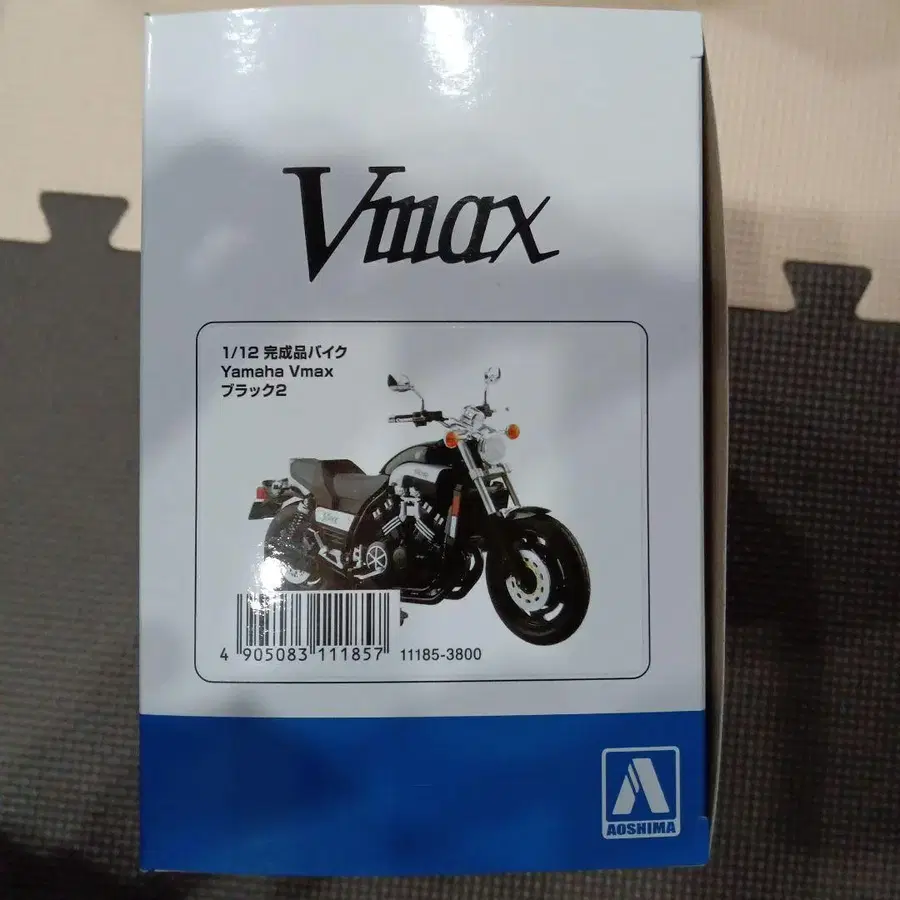 Vmax
1/12 完成品バイク
Yamaha Vmax
ブラック2
4 905083 111857
11185-3800
AOSHIMA